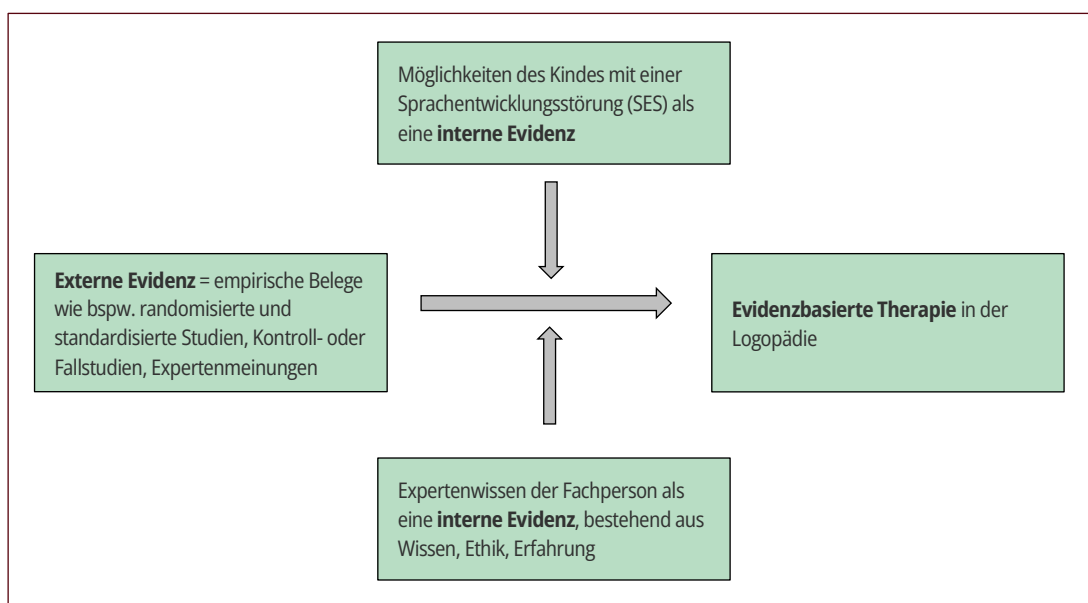 Möglichkeiten des Kindes mit einer
Sprachentwicklungsstörung (SES) als
eine interne Evidenz
Externe Evidenz = empirische Belege
wie bspw. randomisierte und
standardisierte Studien, Kontroll- oder
Fallstudien, Expertenmeinungen
Evidenzbasierte Therapie in der
Logopädie
Expertenwissen der Fachperson als
eine interne Evidenz, bestehend aus
Wissen, Ethik, Erfahrung